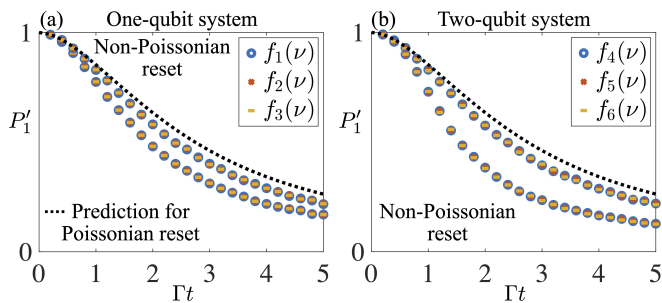 (a) One-qubit system
1
Non-Poissonian
reset
f₁(ν)
f₂(ν)
f₃(ν)
P₁′
Prediction for
Poissonian reset
0
0 1 2 3 4 5
Γt
(b) Two-qubit system
1
f₄(ν)
f₅(ν)
f₆(ν)
P₁′
Non-Poissonian
reset
0
0 1 2 3 4 5
Γt